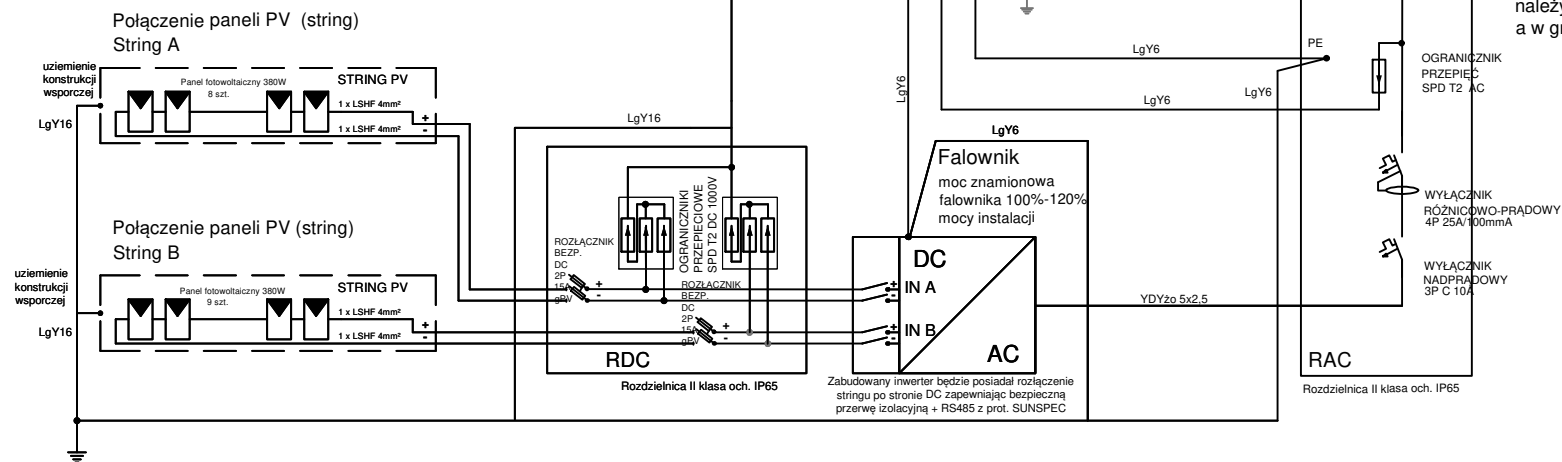 Połączenie paneli PV (string)
String A
uziemienie
konstrukcji
wsporczej
LgY16
Panel fotowoltaiczny 380W
8 szt.
STRING PV
1 x LSHF 4mm²
+
1 x LSHF 4mm²
-
Połączenie paneli PV (string)
String B
uziemienie
konstrukcji
wsporczej
LgY16
Panel fotowoltaiczny 380W
9 szt.
STRING PV
1 x LSHF 4mm²
+
1 x LSHF 4mm²
-
LgY16
ROZŁĄCZNIK
BEZP.
DC
2P
15A
gPV
+
-
OGRANICZNIKI
PRZEPIECIOWE
SPD T2 DC 1000V
ROZŁACZNIK
BEZP.
DC
2P
15A
gPV
+
-
RDC
Rozdzielnica II klasa och. IP65
LgY6
LgY6
Falownik
moc znamionowa
falownika 100%-120%
mocy instalacji
DC
+
IN A
-
+
IN B
-
AC
Zabudowany inwerter będzie posiadał rozłączenie
stringu po stronie DC zapewniając bezpieczną
przerwę izolacyjną + RS485 z prot. SUNSPEC
LgY6
LgY6
LgY6
PE
YDYżo 5x2,5
OGRANICZNIK
PRZEPIĘĆ
SPD T2 AC
WYŁĄCZNIK
RÓŻNICOWO-PRĄDOWY
4P 25A/100mmA
WYŁĄCZNIK
NADPRĄDOWY
3P C 10A
RAC
Rozdzielnica II klasa och. IP65
należy
a w gr